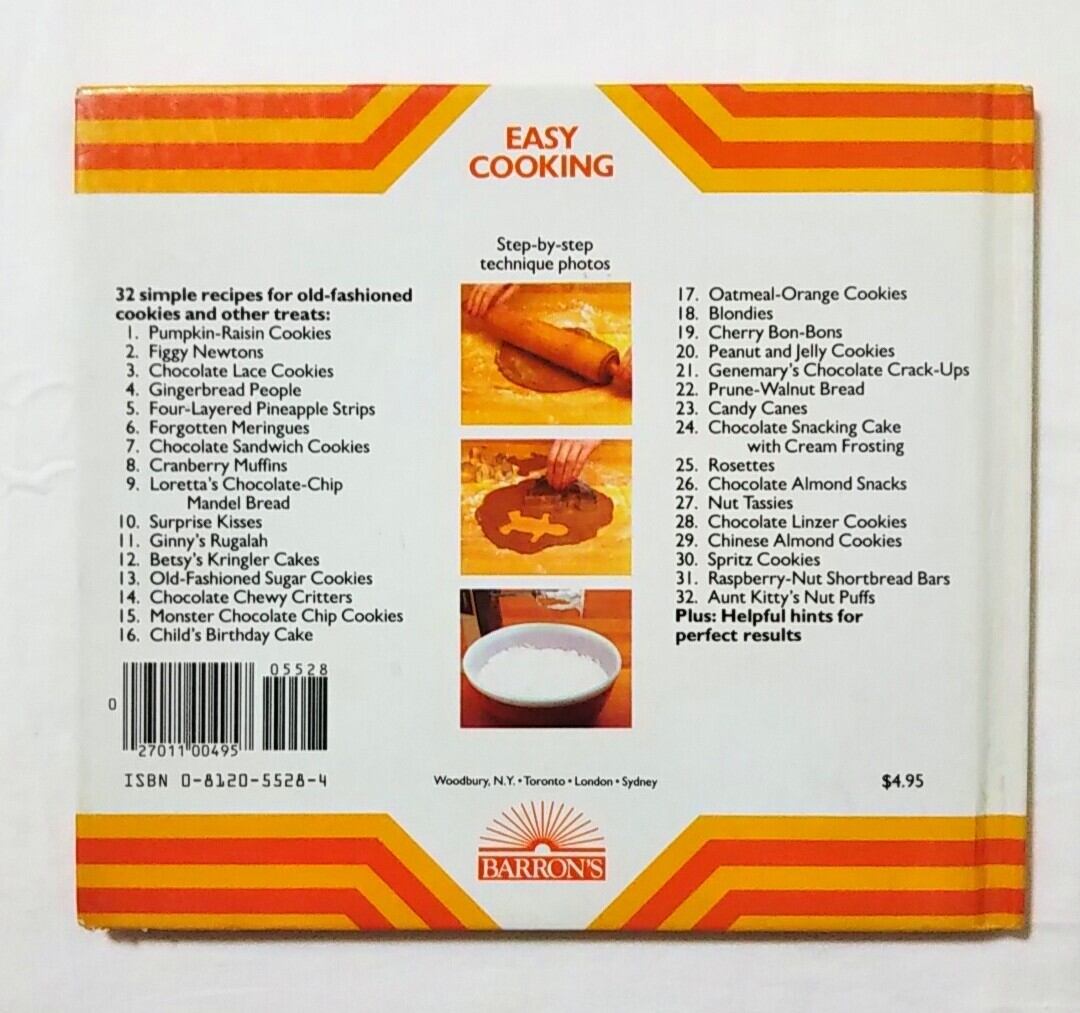 EASY
COOKING
Step-by-step
technique photos
32 simple recipes for old-fashioned
cookies and other treats:
1. Pumpkin-Raisin Cookies
2. Figgy Newtons
3. Chocolate Lace Cookies
4. Gingerbread People
5. Four-Layered Pineapple Strips
6. Forgotten Meringues
7. Chocolate Sandwich Cookies
8. Cranberry Muffins
9. Loretta's Chocolate-Chip
Mandel Bread
10. Surprise Kisses
11. Ginny's Rugalah
12. Betsy's Kringler Cakes
13. Old-Fashioned Sugar Cookies
14. Chocolate Chewy Critters
15. Monster Chocolate Chip Cookies
16. Child's Birthday Cake
17. Oatmeal-Orange Cookies
18. Blondies
19. Cherry Bon-Bons
20. Peanut and Jelly Cookies
21. Genemary's Chocolate Crack-Ups
22. Prune-Walnut Bread
23. Candy Canes
24. Chocolate Snacking Cake
with Cream Frosting
25. Rosettes
26. Chocolate Almond Snacks
27. Nut Tassies
28. Chocolate Linzer Cookies
29. Chinese Almond Cookies
30. Spritz Cookies
31. Raspberry-Nut Shortbread Bars
32. Aunt Kitty's Nut Puffs
Plus: Helpful hints for
perfect results
05528
0
27011 00495
ISBN 0-8120-5528-4
Woodbury, N.Y. • Toronto • London • Sydney
$4.95
BARRON'S